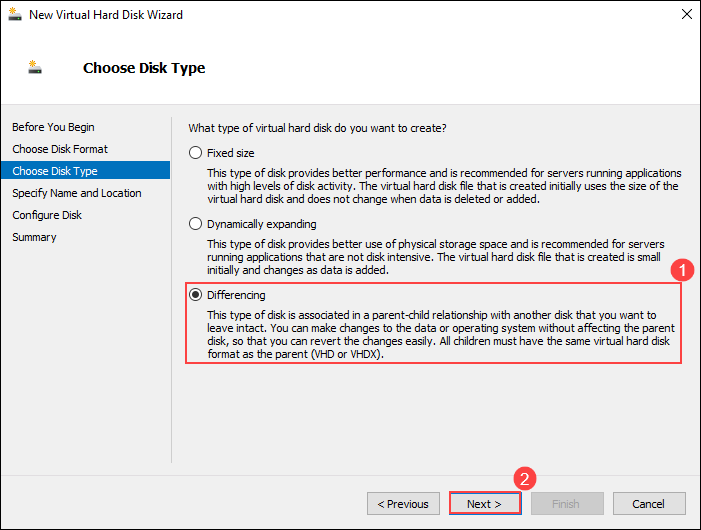 New Virtual Hard Disk Wizard
Choose Disk Type
Before You Begin
Choose Disk Format
Choose Disk Type
Specify Name and Location
Configure Disk
Summary
What type of virtual hard disk do you want to create?
Fixed size
This type of disk provides better performance and is recommended for servers running applications
with high levels of disk activity. The virtual hard disk file that is created initially uses the size of the
virtual hard disk and does not change when data is deleted or added.
Dynamically expanding
This type of disk provides better use of physical storage space and is recommended for servers
running applications that are not disk intensive. The virtual hard disk file that is created is small
initially and changes as data is added.
1
Differencing
This type of disk is associated in a parent-child relationship with another disk that you want to
leave intact. You can make changes to the data or operating system without affecting the parent
disk, so that you can revert the changes easily. All children must have the same virtual hard disk
format as the parent (VHD or VHDX).
2
< Previous
Next >
Finish
Cancel